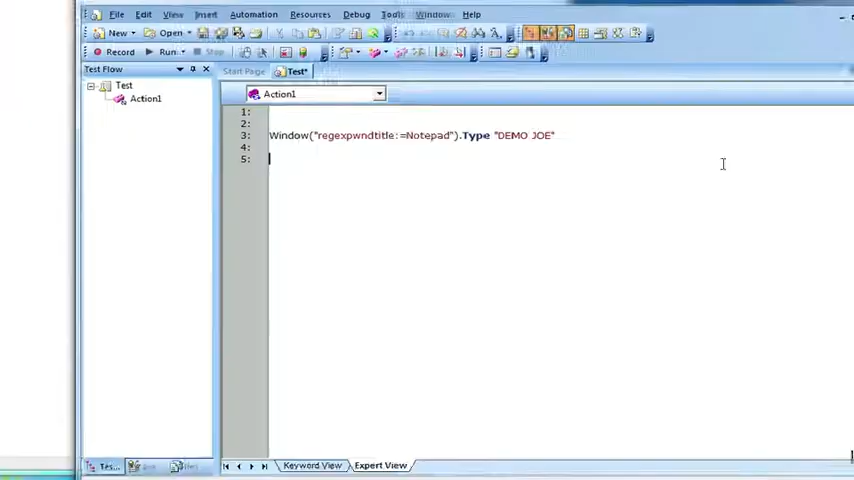 File Edit View Insert Automation Resources Debug Tools Window Help
New Open
Record Run Stop
Test Flow
Start Page Test*
Test
Action1
Action1
1:
2:
3: Window("regexpwndtitle:=Notepad").Type "DEMO JOE"
4:
5:
Tes...
Keyword View Expert View